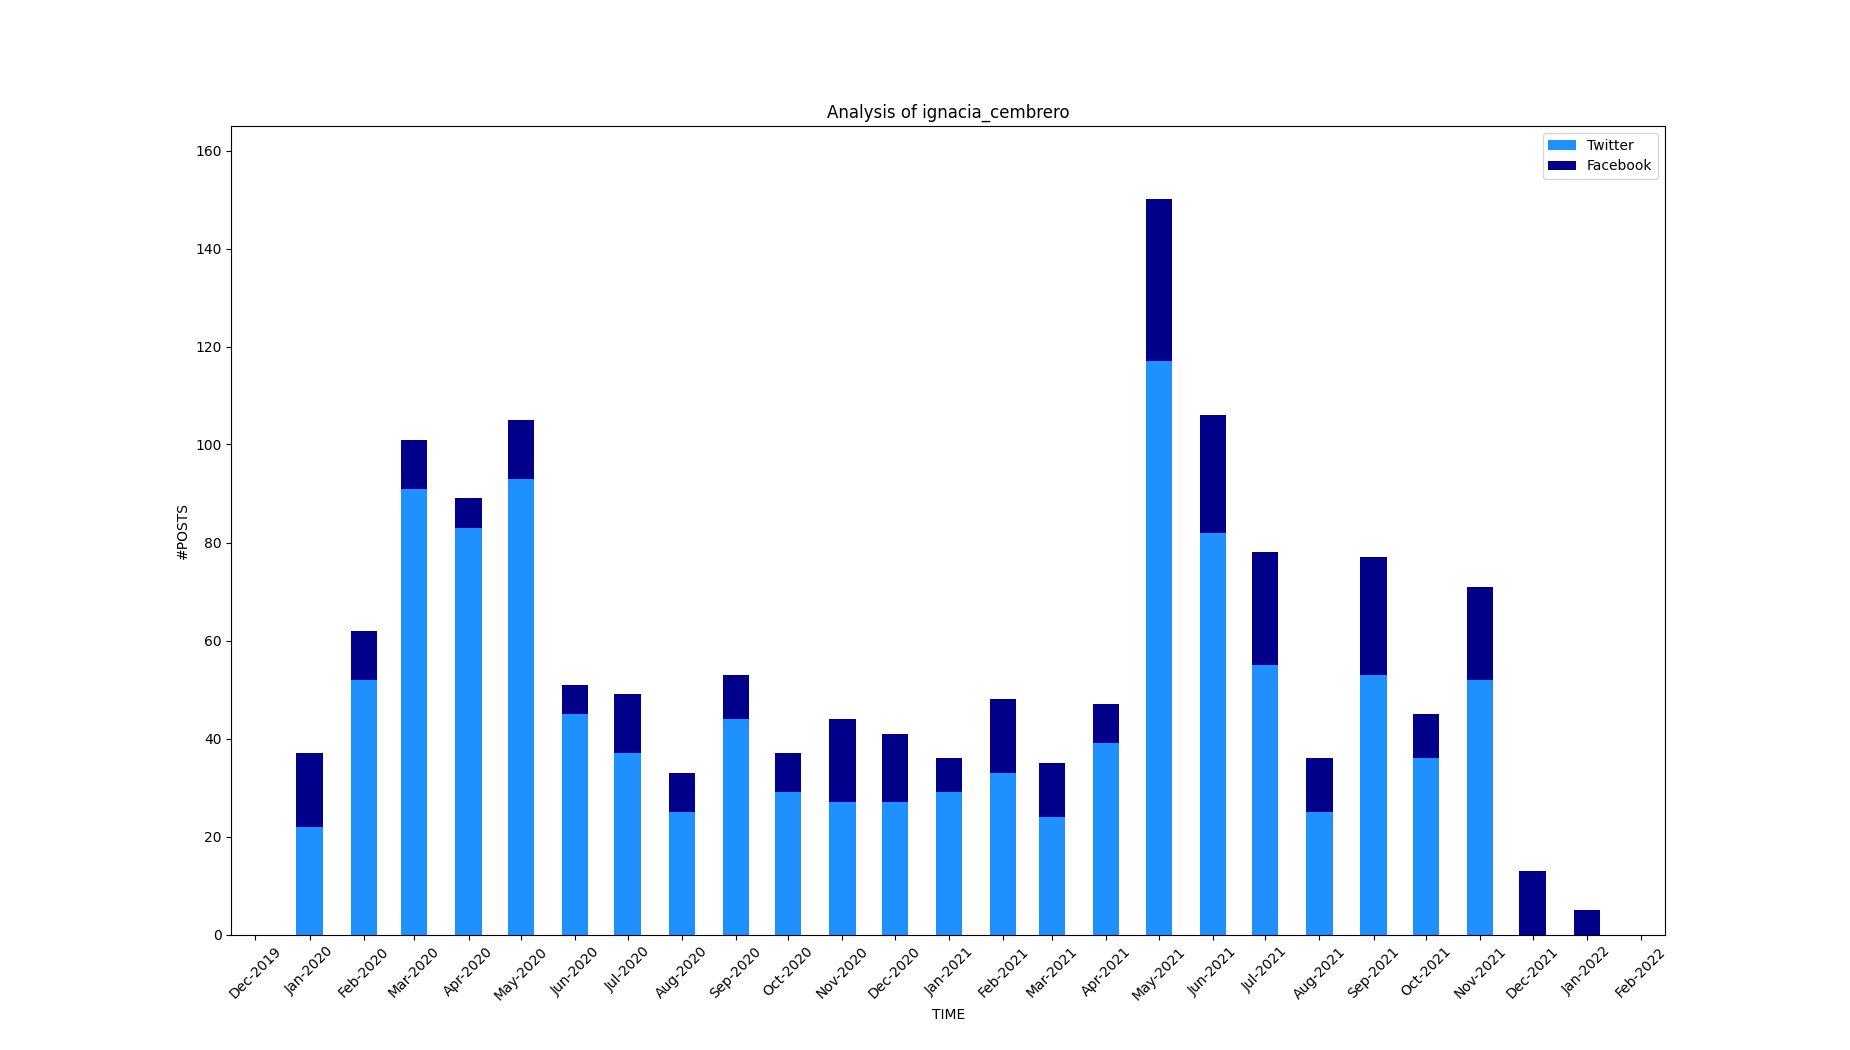 Analysis of ignacia_cembrero
Twitter
Facebook
160
140
120
100
80
60
40
20
0
#POSTS
Dec-2019
Jan-2020
Feb-2020
Mar-2020
Apr-2020
May-2020
Jun-2020
Jul-2020
Aug-2020
Sep-2020
Oct-2020
Nov-2020
Dec-2020
Jan-2021
Feb-2021
Mar-2021
Apr-2021
May-2021
Jun-2021
Jul-2021
Aug-2021
Sep-2021
Oct-2021
Nov-2021
Dec-2021
Jan-2022
Feb-2022
TIME